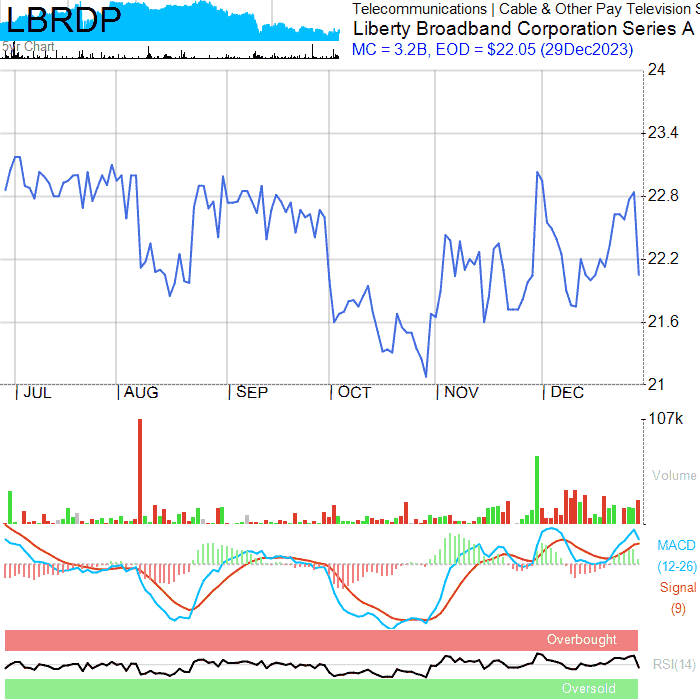 LBRDP
5yr Chart
Telecommunications | Cable & Other Pay Television S
Liberty Broadband Corporation Series A
MC = 3.2B, EOD = $22.05 (29Dec2023)
24
23.4
22.8
22.2
21.6
21
JUL
AUG
SEP
OCT
NOV
DEC
107k
Volume
MACD
(12-26)
Signal
(9)
Overbought
RSI(14)
Oversold